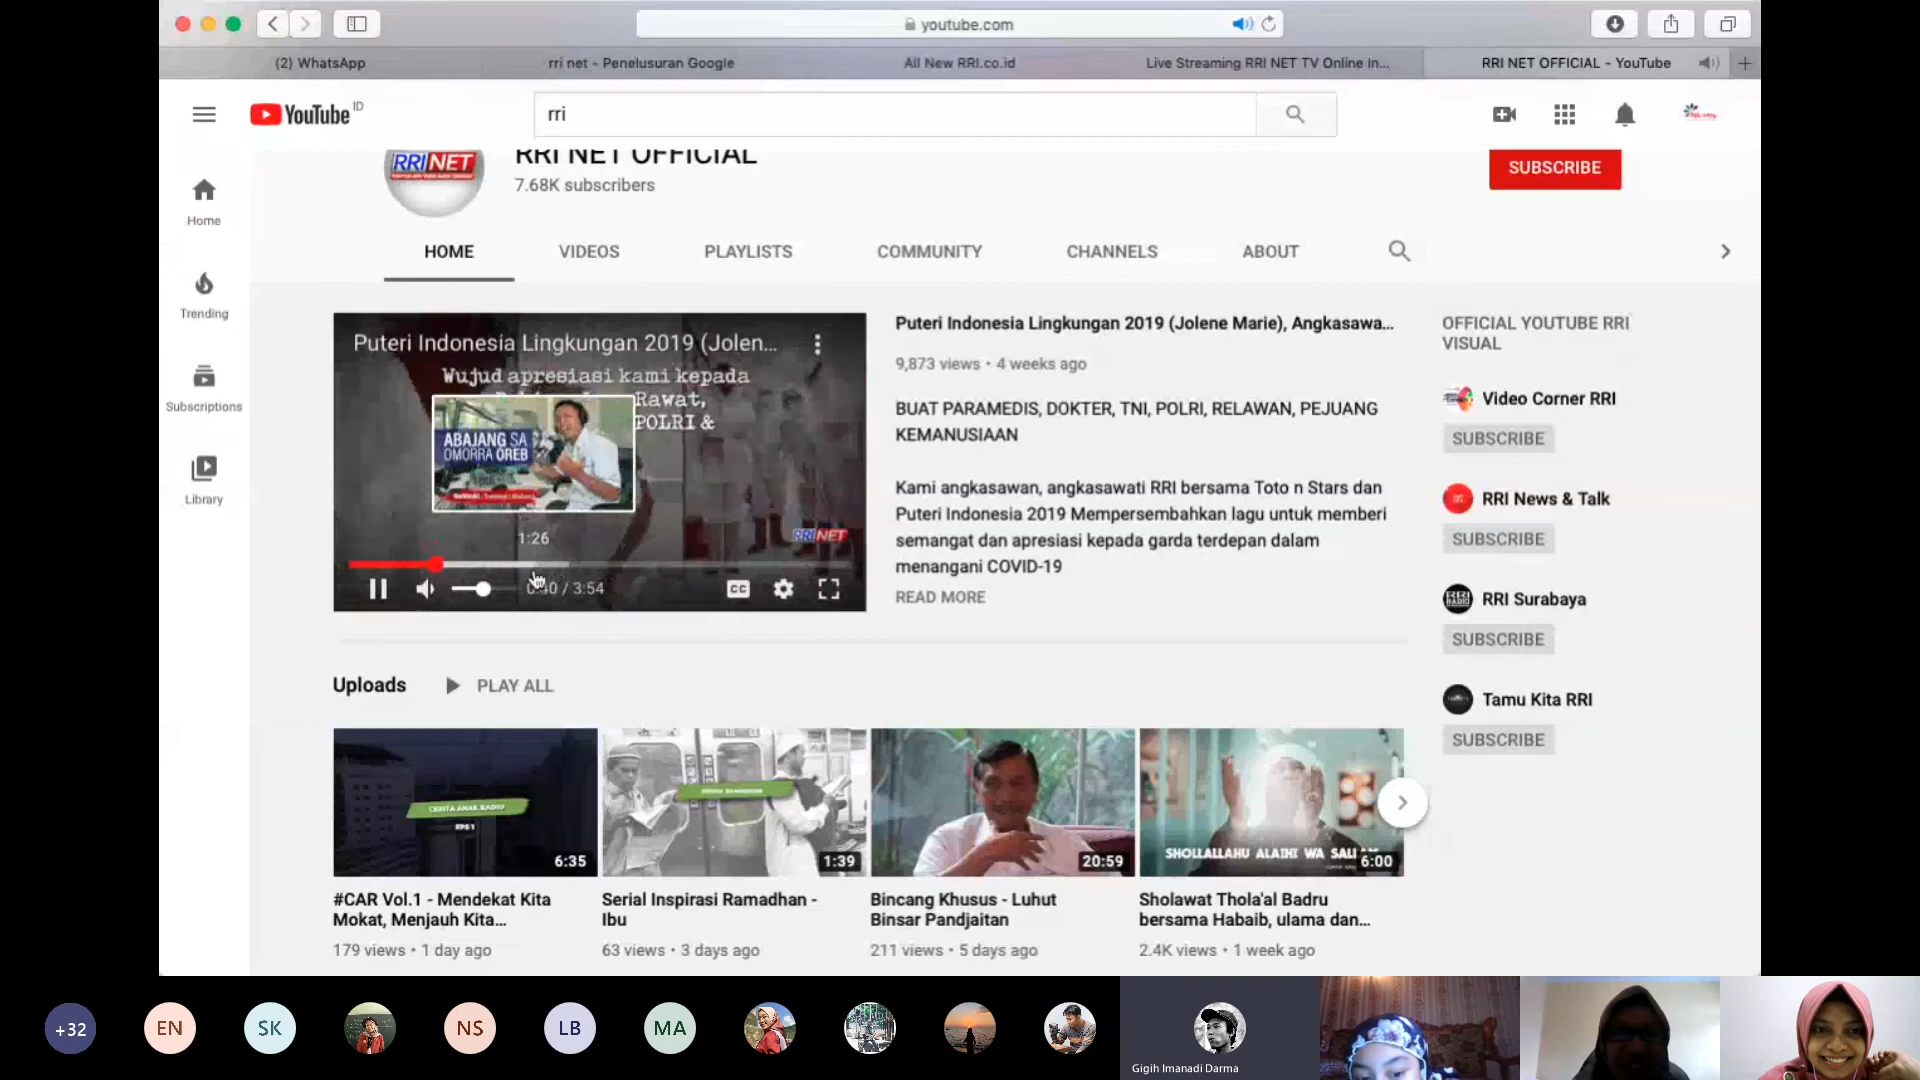 youtube.com
(2) WhatsApp
rri net - Penelusuran Google
All New RRI.co.id
Live Streaming RRI NET TV Online In...
RRI NET OFFICIAL - YouTube
YouTube ID
rri
RRI NET
RRI NET OFFICIAL
7.68K subscribers
SUBSCRIBE
Home
Trending
Subscriptions
Library
HOME
VIDEOS
PLAYLISTS
COMMUNITY
CHANNELS
ABOUT
Puteri Indonesia Lingkungan 2019 (Jolen...
Wujud apresiasi kami kepada
Rawat,
POLRI &
ABAJANG SA
OMORRA OREB
RRI NET
1:26
0:40 / 3:54
CC
Puteri Indonesia Lingkungan 2019 (Jolene Marie), Angkasawa...
9,873 views • 4 weeks ago
BUAT PARAMEDIS, DOKTER, TNI, POLRI, RELAWAN, PEJUANG
KEMANUSIAAN
Kami angkasawan, angkasawati RRI bersama Toto n Stars dan
Puteri Indonesia 2019 Mempersembahkan lagu untuk memberi
semangat dan apresiasi kepada garda terdepan dalam
menangani COVID-19
READ MORE
OFFICIAL YOUTUBE RRI
VISUAL
Video Corner RRI
SUBSCRIBE
RRI News & Talk
SUBSCRIBE
RRI Surabaya
SUBSCRIBE
Tamu Kita RRI
SUBSCRIBE
Uploads
PLAY ALL
CERITA ANAK RADIO
EPS 1
6:35
#CAR Vol.1 - Mendekat Kita
Mokat, Menjauh Kita...
179 views • 1 day ago
1:39
Serial Inspirasi Ramadhan -
Ibu
63 views • 3 days ago
20:59
Bincang Khusus - Luhut
Binsar Pandjaitan
211 views • 5 days ago
SHOLLALLAHU ALAIHI WA
6:00
Sholawat Thola'al Badru
bersama Habaib, ulama dan...
2.4K views • 1 week ago
+32
EN
SK
NS
LB
MA
Gigih Imanadi Darma